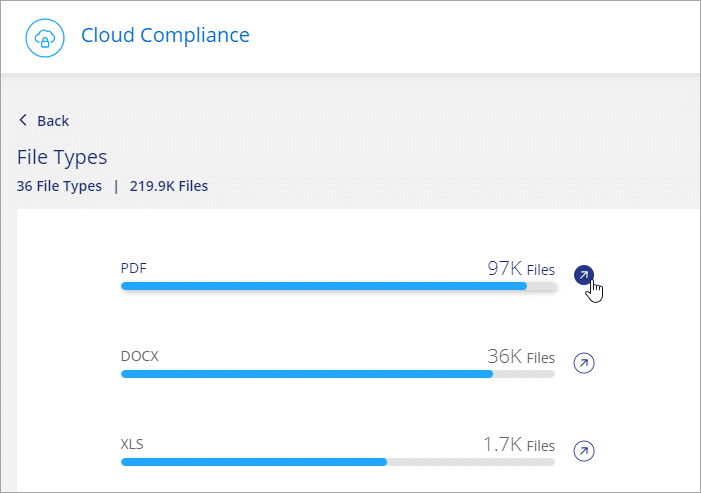 Cloud Compliance
Back
File Types
36 File Types | 219.9K Files
PDF 97K Files
DOCX 36K Files
XLS 1.7K Files